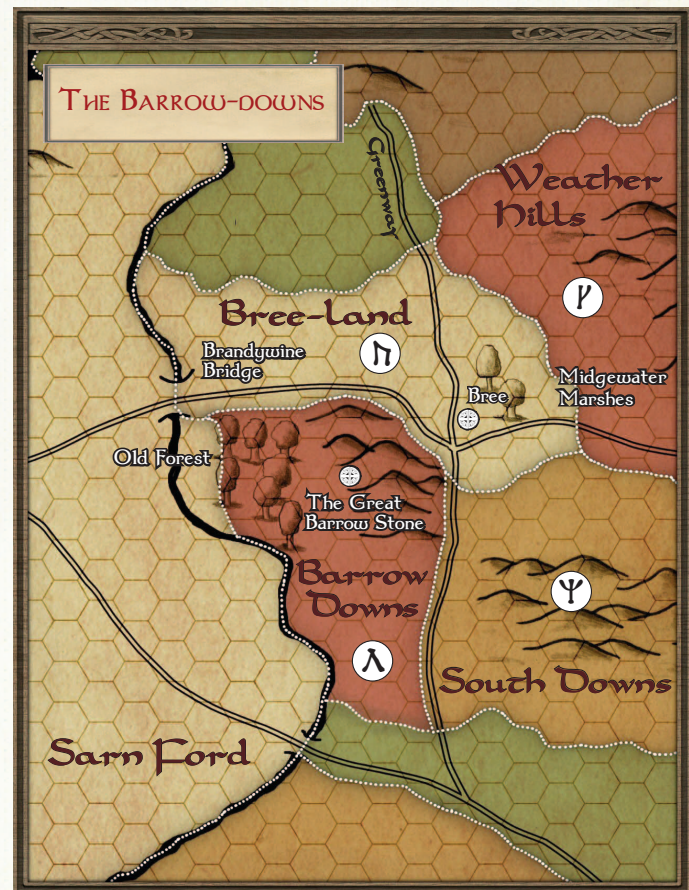 The Barrow-downs
Greenway
Weather
Hills
Bree-land
Brandywine
Bridge
Bree
Midgewater
Marshes
Old Forest
The Great
Barrow Stone
Barrow
Downs
South Downs
Sarn Ford